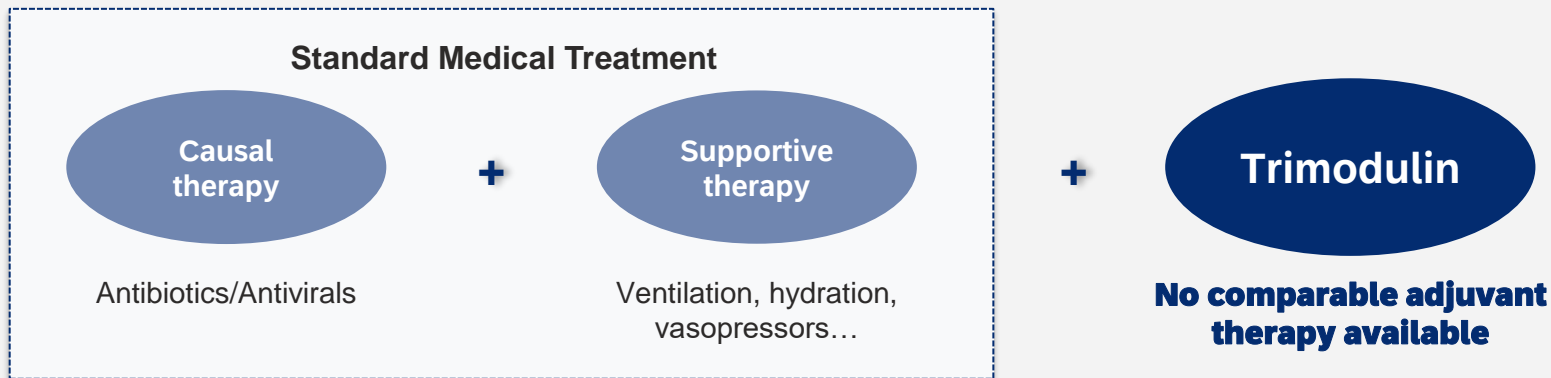 Standard Medical Treatment
Causal
therapy
+
Supportive
therapy
+
Trimodulin
Antibiotics/Antivirals
Ventilation, hydration,
vasopressors…
No comparable adjuvant
therapy available